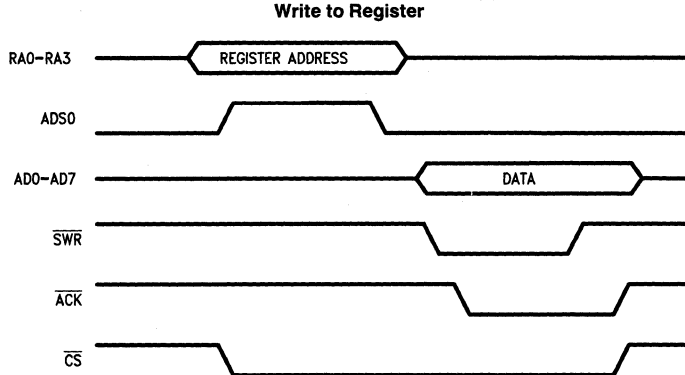 Write to Register
RA0-RA3
REGISTER ADDRESS
ADS0
AD0-AD7
DATA
SWR
ACK
CS